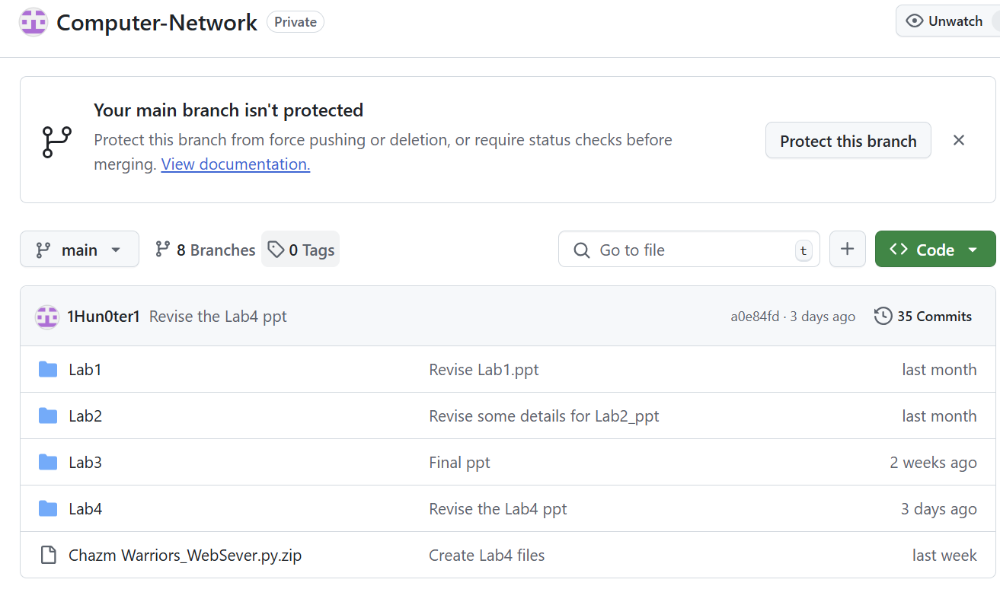 Computer-Network Private Unwatch
Your main branch isn't protected
Protect this branch from force pushing or deletion, or require status checks before
merging. View documentation.
Protect this branch
main 8 Branches 0 Tags Go to file t + Code
1Hun0ter1 Revise the Lab4 ppt a0e84fd · 3 days ago 35 Commits
Lab1 Revise Lab1.ppt last month
Lab2 Revise some details for Lab2_ppt last month
Lab3 Final ppt 2 weeks ago
Lab4 Revise the Lab4 ppt 3 days ago
Chazm Warriors_WebSever.py.zip Create Lab4 files last week